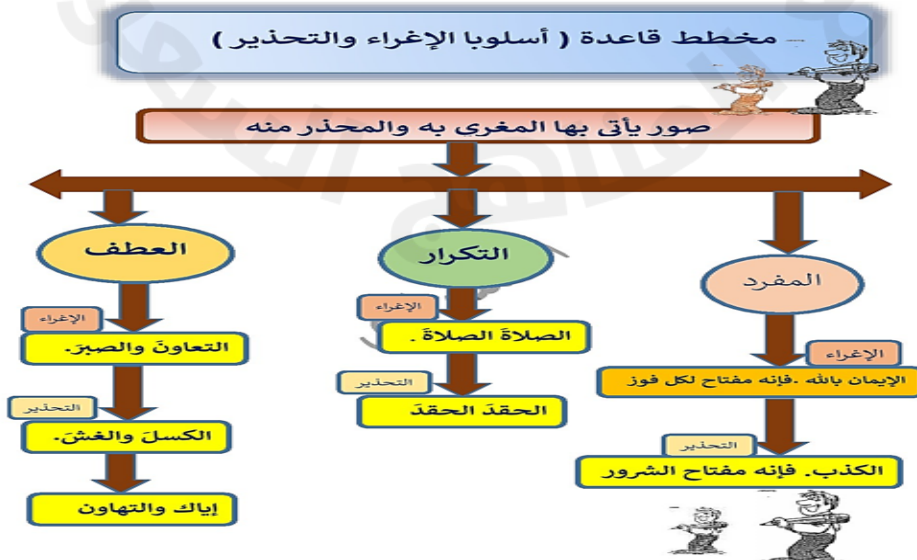 – مخطط قاعدة ( أسلوبا الإغراء والتحذير )
صور يأتي بها المغري به والمحذر منه
المفرد
الإغراء
الإيمان بالله .فإنه مفتاح لكل فوز
التحذير
الكذب. فإنه مفتاح الشرور
التكرار
الإغراء
الصلاةَ الصلاةَ .
التحذير
الحقدَ الحقدَ
العطف
الإغراء
التعاونَ والصبرَ.
التحذير
الكسلَ والغشَ.
إياك والتهاون